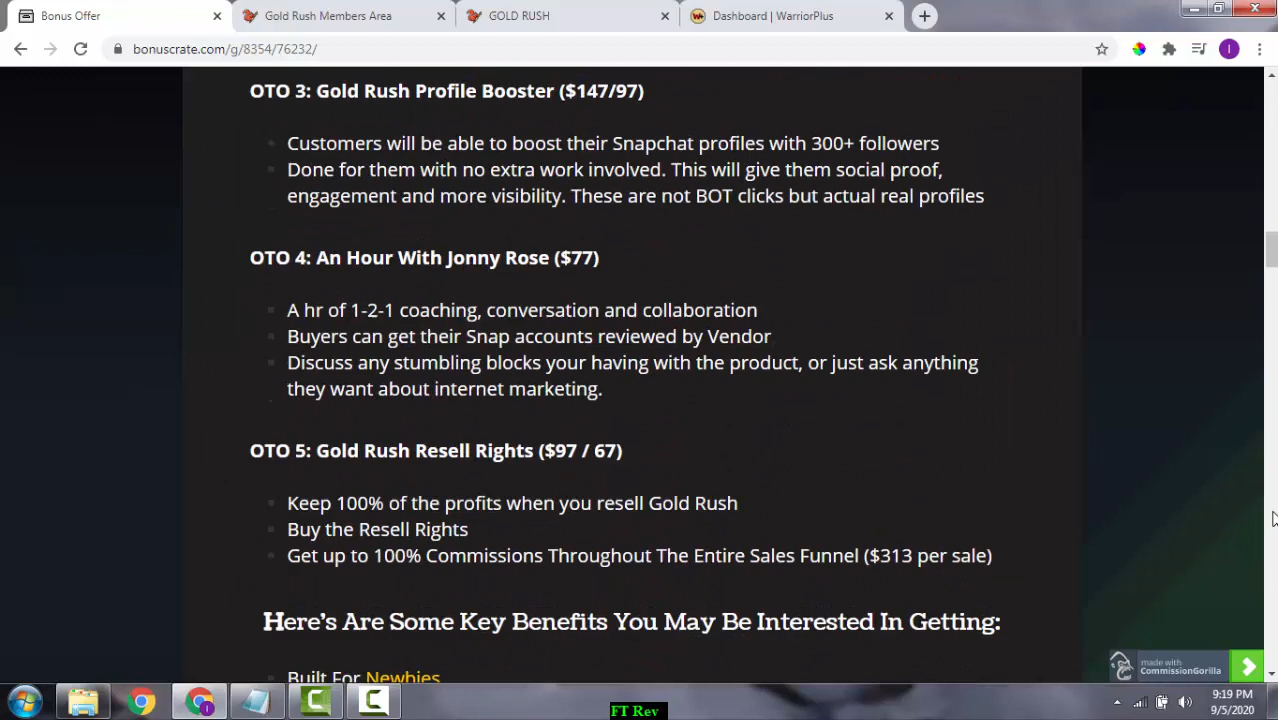 Bonus Offer
Gold Rush Members Area
GOLD RUSH
Dashboard | WarriorPlus
bonuscrate.com/g/8354/76232/
I
OTO 3: Gold Rush Profile Booster ($147/97)
Customers will be able to boost their Snapchat profiles with 300+ followers
Done for them with no extra work involved. This will give them social proof,
engagement and more visibility. These are not BOT clicks but actual real profiles
OTO 4: An Hour With Jonny Rose ($77)
A hr of 1-2-1 coaching, conversation and collaboration
Buyers can get their Snap accounts reviewed by Vendor
Discuss any stumbling blocks your having with the product, or just ask anything
they want about internet marketing.
OTO 5: Gold Rush Resell Rights ($97 / 67)
Keep 100% of the profits when you resell Gold Rush
Buy the Resell Rights
Get up to 100% Commissions Throughout The Entire Sales Funnel ($313 per sale)
Here's Are Some Key Benefits You May Be Interested In Getting:
Built For Newbies
made with
CommissionGorilla
9:19 PM
9/5/2020
FT Rev